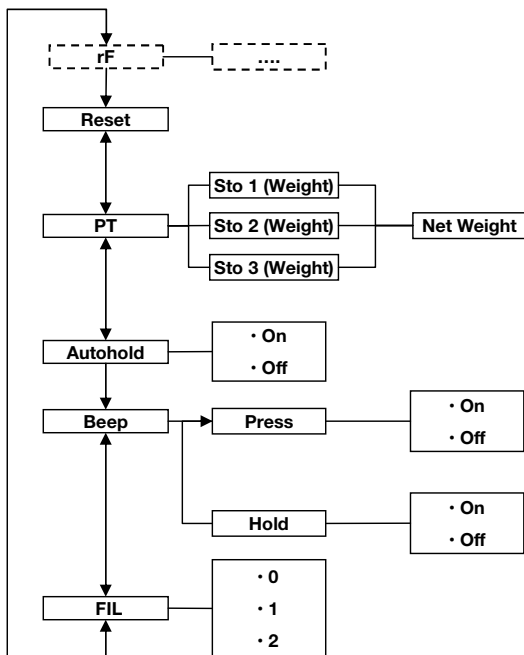 rF
....
Reset
Sto 1 (Weight)
PT
Sto 2 (Weight)
Net Weight
Sto 3 (Weight)
Autohold
・On
・Off
Beep
Press
・On
・Off
Hold
・On
・Off
FIL
・0
・1
・2